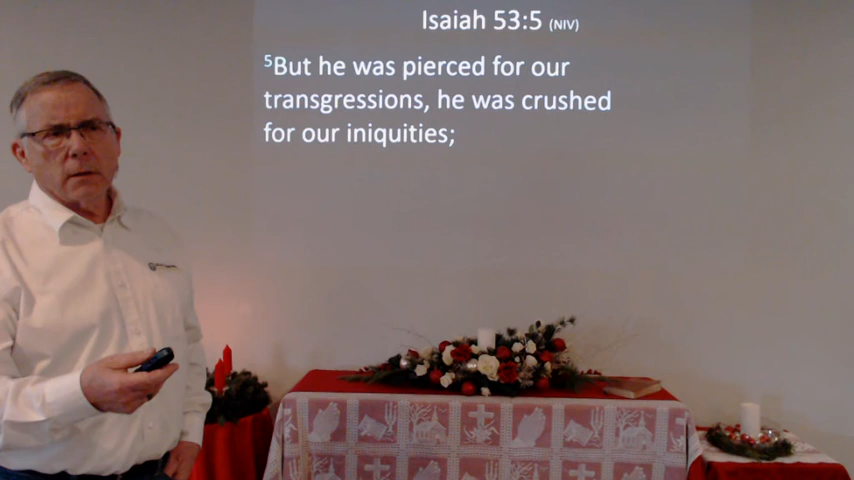 Isaiah 53:5 (NIV)
⁵But he was pierced for our
transgressions, he was crushed
for our iniquities;